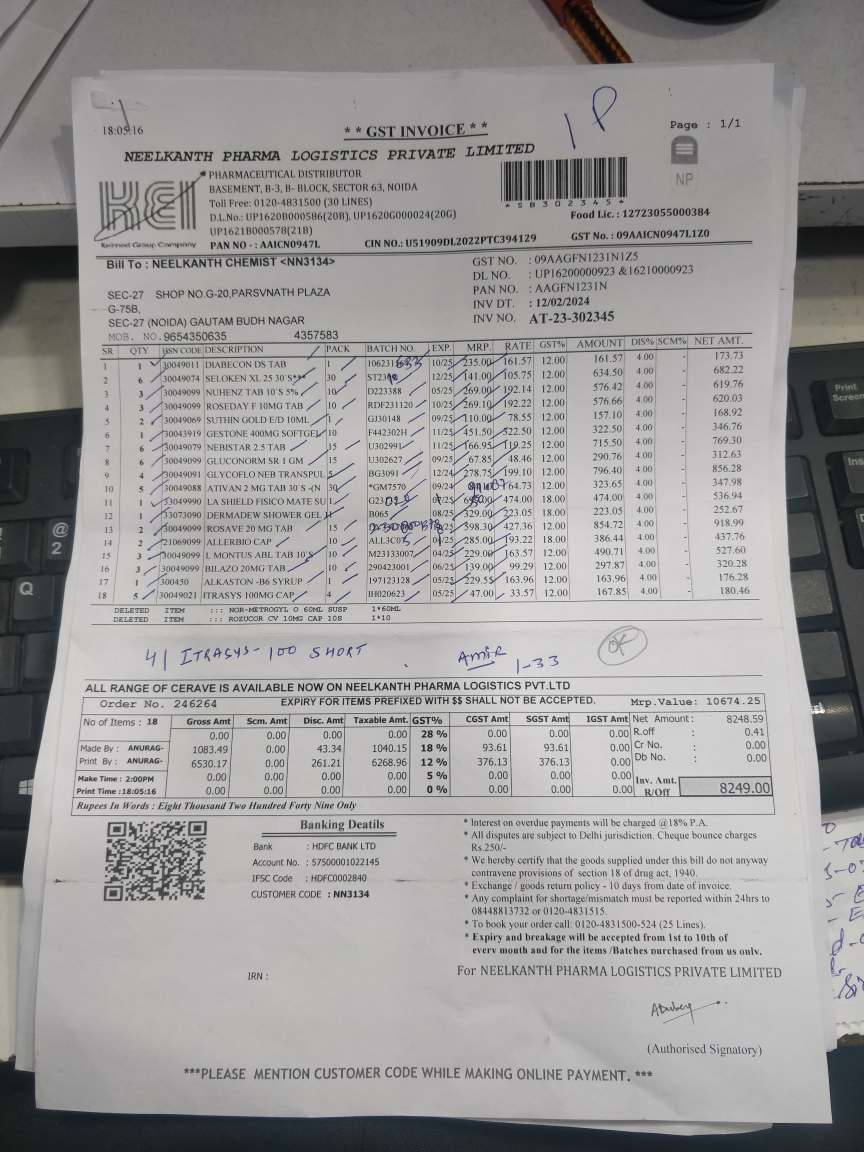 18:05:16
* * GST INVOICE * *
1P
Page : 1/1
NEELKANTH PHARMA LOGISTICS PRIVATE LIMITED
KEI
Keimed Group Company
NP
PHARMACEUTICAL DISTRIBUTOR
BASEMENT, B-3, B- BLOCK, SECTOR 63, NOIDA
Toll Free: 0120-4831500 (30 LINES)
D.L.No.: UP1620B000586(20B), UP1620G000024(20G)
UP1621B000578(21B)
*SB302345*
Food Lic. : 12723055000384
PAN NO - : AAICN0947L CIN NO.: U51909DL2022PTC394129 GST No. : 09AAICN0947L1Z0
Bill To : NEELKANTH CHEMIST <NN3134>
SEC-27 SHOP NO.G-20,PARSVNATH PLAZA
G-75B,
SEC-27 (NOIDA) GAUTAM BUDH NAGAR
MOB. NO.9654350635 4357583
GST NO. : 09AAGFN1231N1Z5
DL NO. : UP16200000923 &16210000923
PAN NO. : AAGFN1231N
INV DT. : 12/02/2024
INV NO. AT-23-302345
SR QTY HSN CODE DESCRIPTION PACK BATCH NO EXP. MRP. RATE GST% AMOUNT DIS% SCM% NET AMT.
1 1 30049011 DIABECON DS TAB 1 10/25 235.00 161.57 12.00 161.57 4.00 - 173.73
2 6 30049074 SELOKEN XL 25 30`S*** 30 12/25 141.00 105.75 12.00 634.50 4.00 - 682.22
3 3 30049099 NUHENZ TAB 10`S 5% 10 D223388 05/25 269.00 192.14 12.00 576.42 4.00 - 619.76
4 3 30049099 ROSEDAY F 10MG TAB 10 RDF231120 10/25 269.10 192.22 12.00 576.66 4.00 - 620.03
5 2 30049069 SUTHIN GOLD E/D 10ML 1 GJ30148 09/25 110.00 78.55 12.00 157.10 4.00 - 168.92
6 1 30043919 GESTONE 400MG SOFTGEL 10 F442302H 11/25 451.50 322.50 12.00 322.50 4.00 - 346.76
7 6 30049079 NEBISTAR 2.5 TAB 15 U302991 11/25 166.95 119.25 12.00 715.50 4.00 - 769.30
8 6 30049099 GLUCONORM SR 1 GM 15 U302627 09/25 67.85 48.46 12.00 290.76 4.00 - 312.63
9 4 30049091 GLYCOFLO NEB TRANSPUL 5 BG3091 12/24 278.75 199.10 12.00 796.40 4.00 - 856.28
10 5 30049088 ATIVAN 2 MG TAB 30`S -(N 30 *GM7570 09/24 64.73 12.00 323.65 4.00 - 347.98
11 1 33049990 LA SHIELD FISICO MATE SU 1 474.00 18.00 474.00 4.00 - 536.94
12 1 33073090 DERMADEW SHOWER GEL B065 08/25 329.00 223.05 18.00 223.05 4.00 - 252.67
13 2 30049099 ROSAVE 20 MG TAB 15 598.30 427.36 12.00 854.72 4.00 - 918.99
14 2 21069099 ALLERBIO CAP 10 285.00 193.22 18.00 386.44 4.00 - 437.76
15 3 30049099 L MONTUS ABL TAB 10`S 10 M23133007 04/25 229.00 163.57 12.00 490.71 4.00 - 527.60
16 3 30049099 BILAZO 20MG TAB 10 290423001 06/25 139.00 99.29 12.00 297.87 4.00 - 320.28
17 1 300450 ALKASTON -B6 SYRUP 1 197123128 05/25 229.55 163.96 12.00 163.96 4.00 - 176.28
18 5 30049021 ITRASYS 100MG CAP 4 IH020623 05/25 47.00 33.57 12.00 167.85 4.00 - 180.46
DELETED ITEM ::: NOR-METROGYL O 60ML SUSP 1*60ML
DELETED ITEM ::: ROZUCOR CV 10MG CAP 10S 1*10
4| ITRASYS-100 SHORT Amir 1-33 OK
ALL RANGE OF CERAVE IS AVAILABLE NOW ON NEELKANTH PHARMA LOGISTICS PVT.LTD
Order No. 246264 EXPIRY FOR ITEMS PREFIXED WITH $$ SHALL NOT BE ACCEPTED. Mrp.Value: 10674.25
No of Items : 18 Gross Amt Scm. Amt Disc. Amt Taxable Amt. GST% CGST Amt SGST Amt IGST Amt
0.00 0.00 0.00 0.00 28 % 0.00 0.00 0.00
Made By : ANURAG- 1083.49 0.00 43.34 1040.15 18 % 93.61 93.61 0.00
Print By : ANURAG- 6530.17 0.00 261.21 6268.96 12 % 376.13 376.13 0.00
Make Time : 2:00PM 0.00 0.00 0.00 0.00 5 % 0.00 0.00 0.00
Print Time :18:05:16 0.00 0.00 0.00 0.00 0 % 0.00 0.00 0.00
Net Amount: 8248.59
R.off : 0.41
Cr No. : 0.00
Db No. : 0.00
Inv. Amt. R/Off 8249.00
Rupees In Words : Eight Thousand Two Hundred Forty Nine Only
Banking Deatils
Bank : HDFC BANK LTD
Account No. : 57500001022145
IFSC Code : HDFC0002840
CUSTOMER CODE : NN3134
* Interest on overdue payments will be charged @18% P.A.
* All disputes are subject to Delhi jurisdiction. Cheque bounce charges
Rs.250/-
* We hereby certify that the goods supplied under this bill do not anyway
contravene provisions of section 18 of drug act, 1940.
* Exchange / goods return policy - 10 days from date of invoice.
* Any complaint for shortage/mismatch must be reported within 24hrs to
08448813732 or 0120-4831515.
* To book your order call: 0120-4831500-524 (25 Lines).
* Expiry and breakage will be accepted from 1st to 10th of
every month and for the items /Batches purchased from us only.
IRN :
For NEELKANTH PHARMA LOGISTICS PRIVATE LIMITED
(Authorised Signatory)
***PLEASE MENTION CUSTOMER CODE WHILE MAKING ONLINE PAYMENT. ***
Print
Screen
@
2
Q